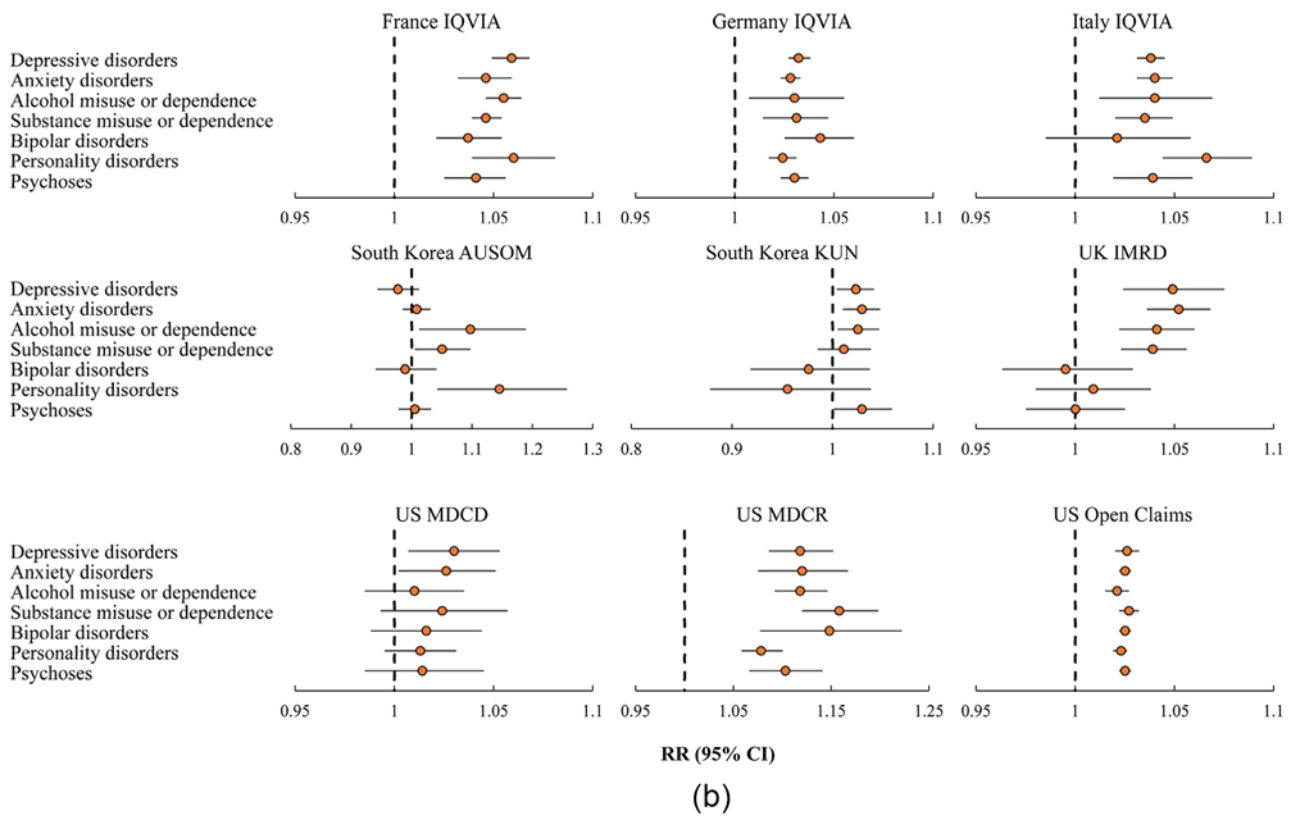 France IQVIA Germany IQVIA Italy IQVIA
Depressive disorders
Anxiety disorders
Alcohol misuse or dependence
Substance misuse or dependence
Bipolar disorders
Personality disorders
Psychoses
0.95 1 1.05 1.1 0.95 1 1.05 1.1 0.95 1 1.05 1.1
South Korea AUSOM South Korea KUN UK IMRD
Depressive disorders
Anxiety disorders
Alcohol misuse or dependence
Substance misuse or dependence
Bipolar disorders
Personality disorders
Psychoses
0.8 0.9 1 1.1 1.2 1.3 0.8 0.9 1 1.1 0.95 1 1.05 1.1
US MDCD US MDCR US Open Claims
Depressive disorders
Anxiety disorders
Alcohol misuse or dependence
Substance misuse or dependence
Bipolar disorders
Personality disorders
Psychoses
0.95 1 1.05 1.1 0.95 1.05 1.15 1.25 0.95 1 1.05 1.1
RR (95% CI)
(b)